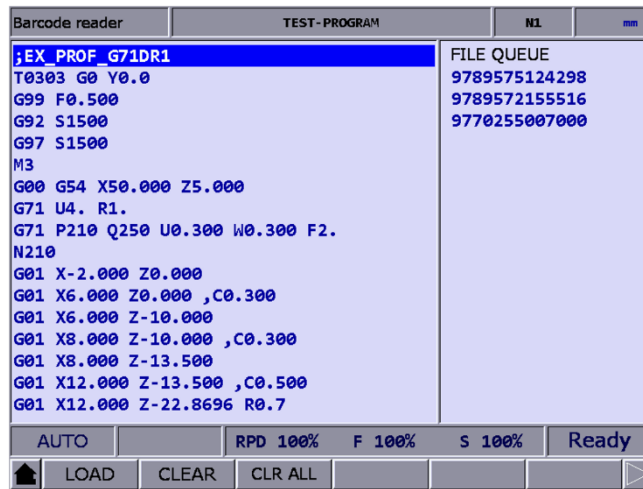 Barcode reader TEST-PROGRAM N1 mm
;EX_PROF_G71DR1
T0303 G0 Y0.0
G99 F0.500
G92 S1500
G97 S1500
M3
G00 G54 X50.000 Z5.000
G71 U4. R1.
G71 P210 Q250 U0.300 W0.300 F2.
N210
G01 X-2.000 Z0.000
G01 X6.000 Z0.000 ,C0.300
G01 X6.000 Z-10.000
G01 X8.000 Z-10.000 ,C0.300
G01 X8.000 Z-13.500
G01 X12.000 Z-13.500 ,C0.500
G01 X12.000 Z-22.8696 R0.7
FILE QUEUE
9789575124298
9789572155516
9770255007000
AUTO RPD 100% F 100% S 100% Ready
LOAD CLEAR CLR ALL